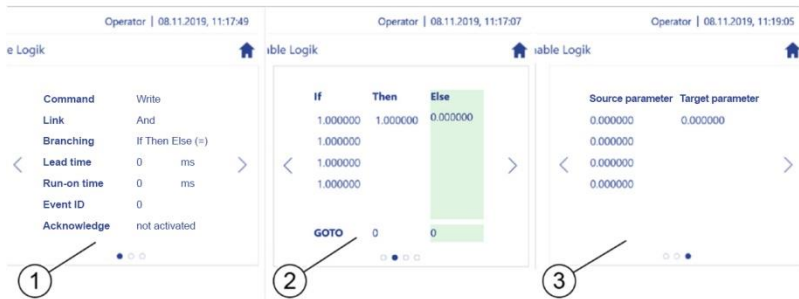 Operator | 08.11.2019, 11:17:49
e Logik
Command Write
Link And
Branching If Then Else (=)
Lead time 0 ms
Run-on time 0 ms
Event ID 0
Acknowledge not activated
1
Operator | 08.11.2019, 11:17:07
able Logik
If Then Else
1.000000 1.000000 0.000000
1.000000
1.000000
1.000000
GOTO 0 0
2
Operator | 08.11.2019, 11:19:05
iable Logik
Source parameter Target parameter
0.000000 0.000000
0.000000
0.000000
0.000000
3